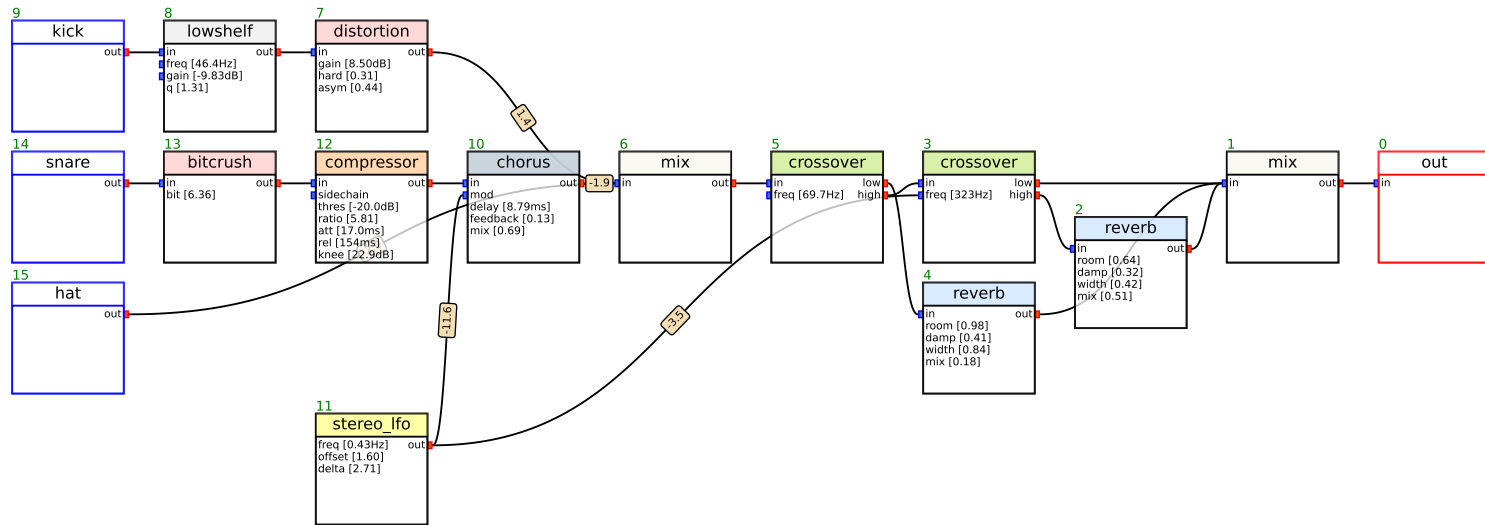 9
kick
out
8
lowshelf
in out
freq [46.4Hz]
gain [-9.83dB]
q [1.31]
7
distortion
in out
gain [8.50dB]
hard [0.31]
asym [0.44]
1.4
14
snare
out
13
bitcrush
in out
bit [6.36]
12
compressor
in out
sidechain
thres [-20.0dB]
ratio [5.81]
att [17.0ms]
rel [154ms]
knee [22.9dB]
10
chorus
in out
mod
delay [8.79ms]
feedback [0.13]
mix [0.69]
-1.9
6
mix
in out
5
crossover
in low
freq [69.7Hz] high
3
crossover
in low
freq [323Hz] high
2
reverb
in out
room [0.64]
damp [0.32]
width [0.42]
mix [0.51]
1
mix
in out
0
out
in
15
hat
out
-11.6
-3.5
4
reverb
in out
room [0.98]
damp [0.41]
width [0.84]
mix [0.18]
11
stereo_lfo
freq [0.43Hz] out
offset [1.60]
delta [2.71]